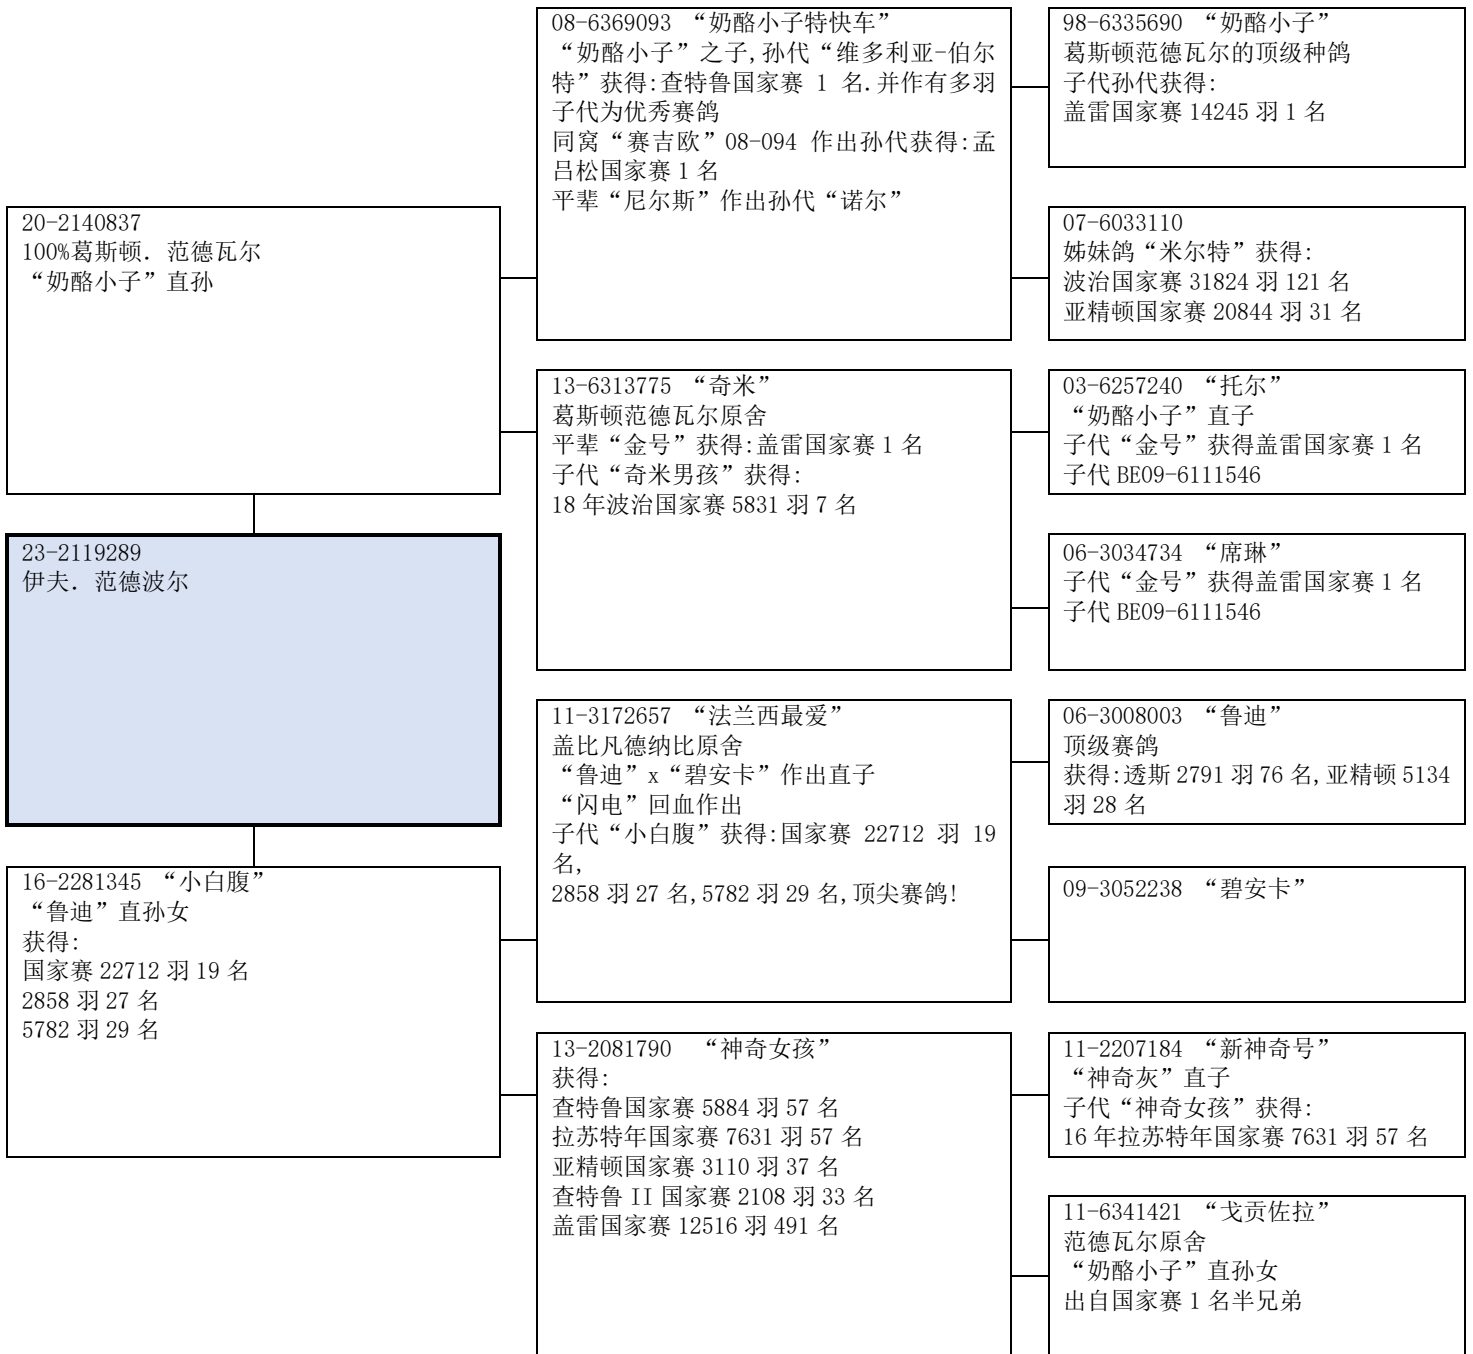 08-6369093 “奶酪小子特快车”
“奶酪小子”之子,孙代“维多利亚-伯尔
特”获得:查特鲁国家赛 1 名.并作有多羽
子代为优秀赛鸽
同窝“赛吉欧”08-094 作出孙代获得:孟
吕松国家赛 1 名
平辈“尼尔斯”作出孙代“诺尔”
98-6335690 “奶酪小子”
葛斯顿范德瓦尔的顶级种鸽
子代孙代获得:
盖雷国家赛 14245 羽 1 名
20-2140837
100%葛斯顿. 范德瓦尔
“奶酪小子”直孙
07-6033110
姊妹鸽“米尔特”获得:
波治国家赛 31824 羽 121 名
亚精顿国家赛 20844 羽 31 名
13-6313775 “奇米”
葛斯顿范德瓦尔原舍
平辈“金号”获得:盖雷国家赛 1 名
子代“奇米男孩”获得:
18 年波治国家赛 5831 羽 7 名
03-6257240 “托尔”
“奶酪小子”直子
子代“金号”获得盖雷国家赛 1 名
子代 BE09-6111546
23-2119289
伊夫. 范德波尔
06-3034734 “席琳”
子代“金号”获得盖雷国家赛 1 名
子代 BE09-6111546
11-3172657 “法兰西最爱”
盖比凡德纳比原舍
“鲁迪”x“碧安卡”作出直子
“闪电”回血作出
子代“小白腹”获得:国家赛 22712 羽 19
名,
2858 羽 27 名,5782 羽 29 名,顶尖赛鸽!
06-3008003 “鲁迪”
顶级赛鸽
获得:透斯 2791 羽 76 名,亚精顿 5134
羽 28 名
16-2281345 “小白腹”
“鲁迪”直孙女
获得:
国家赛 22712 羽 19 名
2858 羽 27 名
5782 羽 29 名
09-3052238 “碧安卡”
13-2081790 “神奇女孩”
获得:
查特鲁国家赛 5884 羽 57 名
拉苏特年国家赛 7631 羽 57 名
亚精顿国家赛 3110 羽 37 名
查特鲁 II 国家赛 2108 羽 33 名
盖雷国家赛 12516 羽 491 名
11-2207184 “新神奇号”
“神奇灰”直子
子代“神奇女孩”获得:
16 年拉苏特年国家赛 7631 羽 57 名
11-6341421 “戈贡佐拉”
范德瓦尔原舍
“奶酪小子”直孙女
出自国家赛 1 名半兄弟